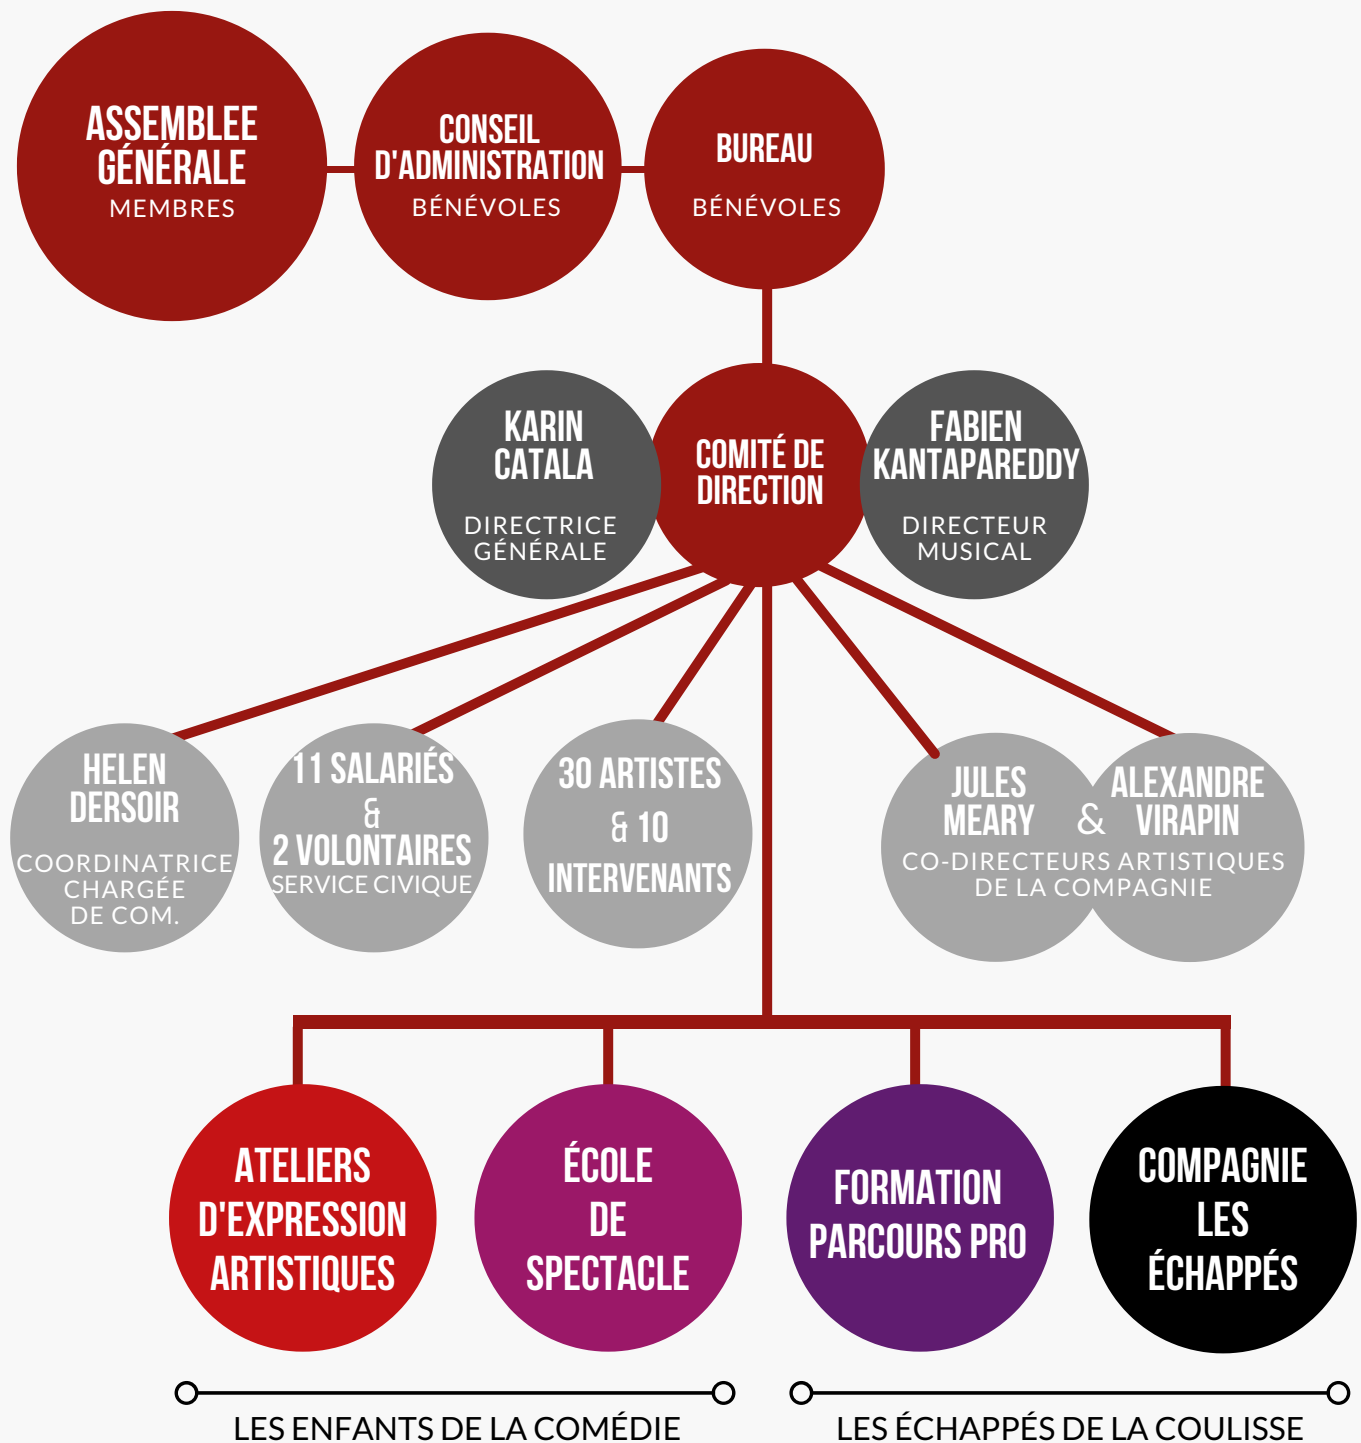 ASSEMBLEE
GÉNÉRALE
MEMBRES
CONSEIL
D'ADMINISTRATION
BÉNÉVOLES
BUREAU
BÉNÉVOLES
KARIN
CATALA
DIRECTRICE
GÉNÉRALE
COMITÉ DE
DIRECTION
FABIEN
KANTAPAREDDY
DIRECTEUR
MUSICAL
HELEN
DERSOIR
COORDINATRICE
CHARGÉE
DE COM.
11 SALARIÉS
&
2 VOLONTAIRES
SERVICE CIVIQUE
30 ARTISTES
& 10
INTERVENANTS
JULES
MEARY
&
ALEXANDRE
VIRAPIN
CO-DIRECTEURS ARTISTIQUES
DE LA COMPAGNIE
ATELIERS
D'EXPRESSION
ARTISTIQUES
ÉCOLE
DE
SPECTACLE
FORMATION
PARCOURS PRO
COMPAGNIE
LES
ÉCHAPPÉS
LES ENFANTS DE LA COMÉDIE
LES ÉCHAPPÉS DE LA COULISSE